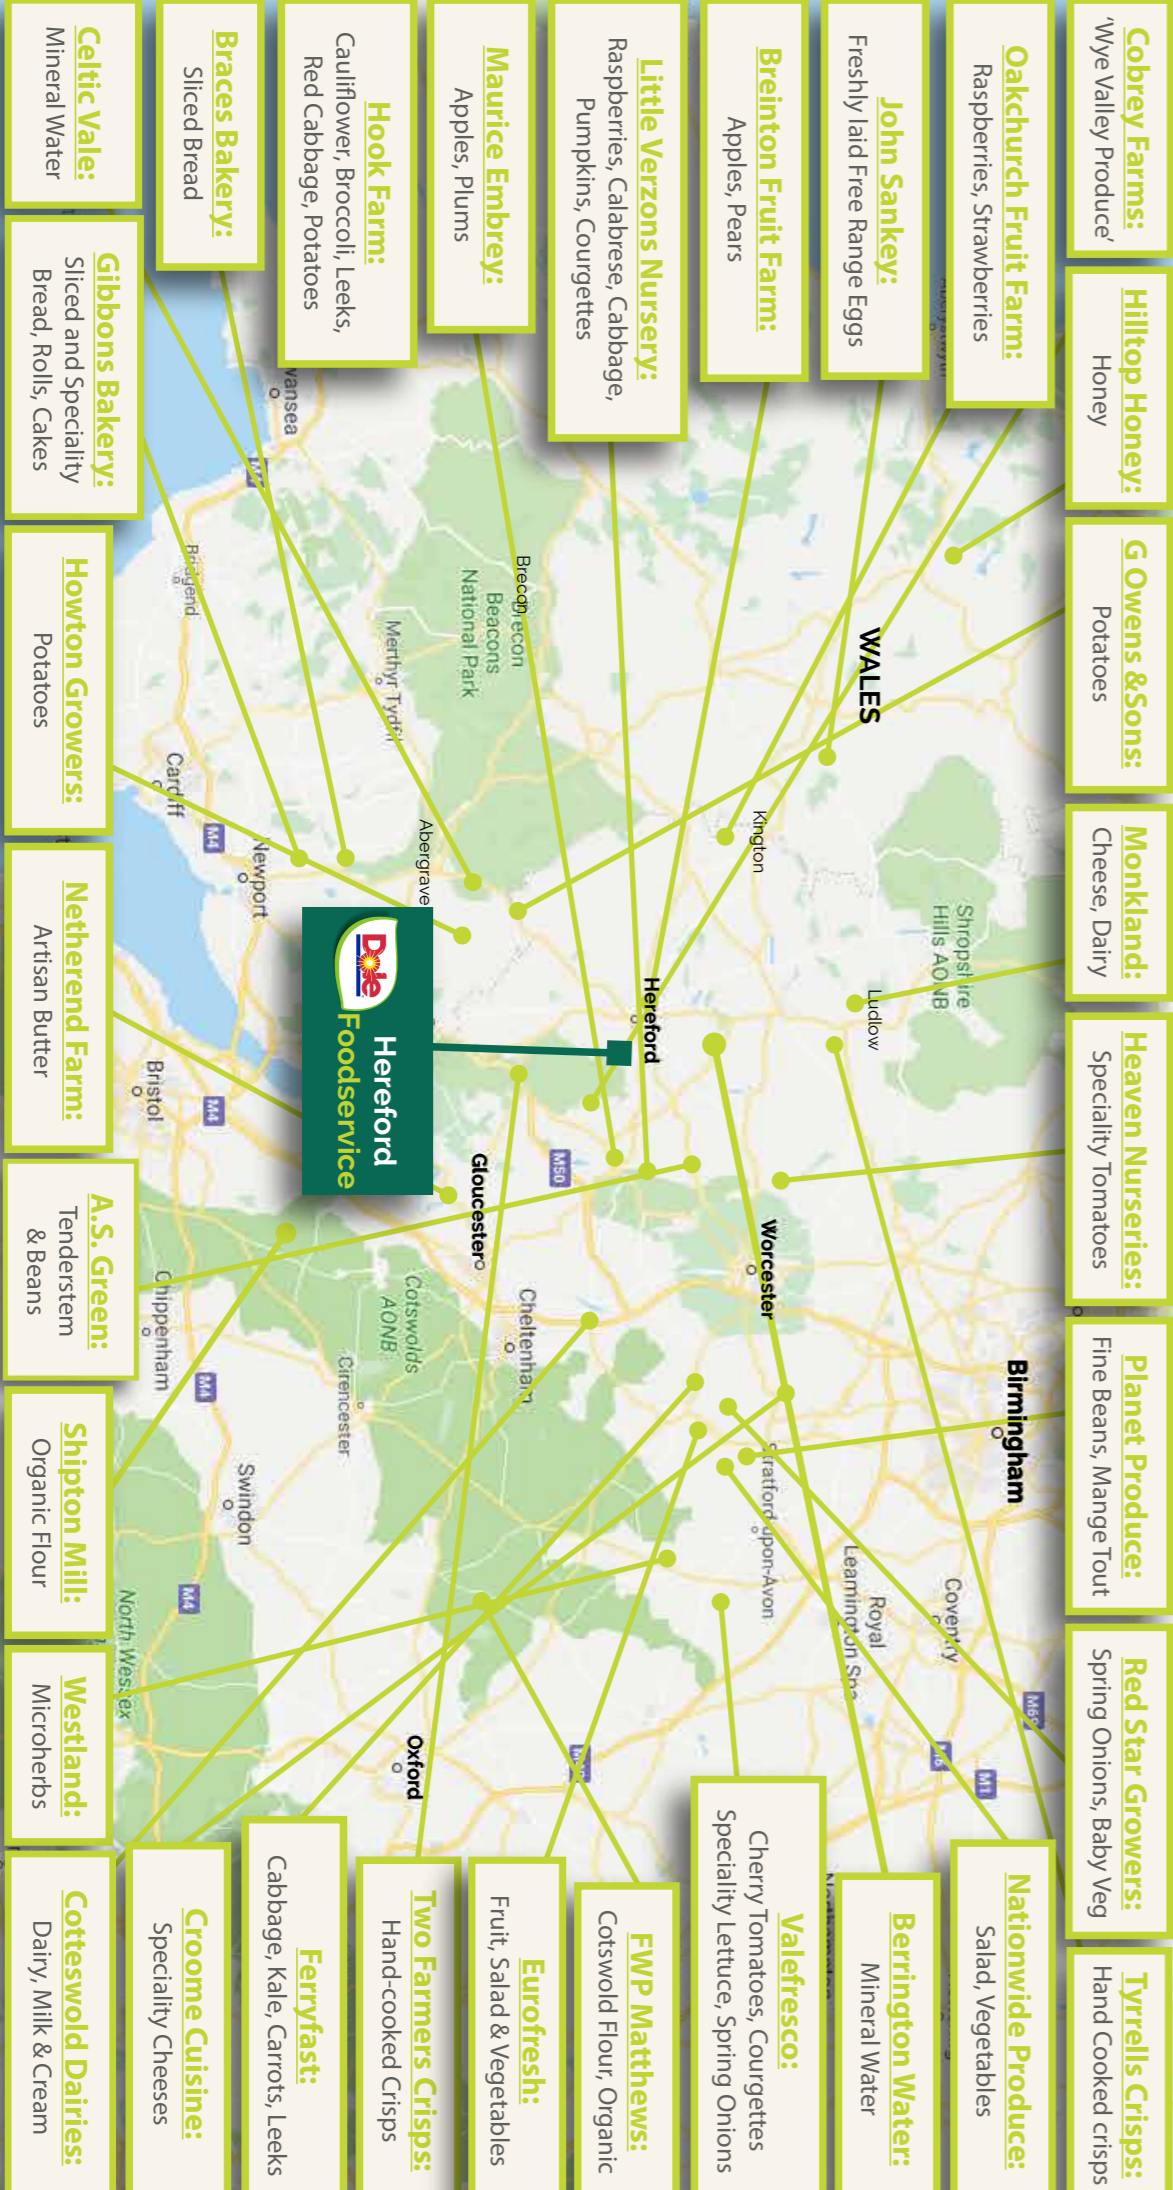 Cobrey Farms:
‘Wye Valley Produce’
Hilltop Honey:
Honey
G Owens &Sons:
Potatoes
Monkland:
Cheese, Dairy
Heaven Nurseries:
Speciality Tomatoes
Planet Produce:
Fine Beans, Mange Tout
Red Star Growers:
Spring Onions, Baby Veg
Tyrrells Crisps:
Hand Cooked crisps
Oakchurch Fruit Farm:
Raspberries, Strawberries
John Sankey:
Freshly laid Free Range Eggs
Breinton Fruit Farm:
Apples, Pears
Little Verzons Nursery:
Raspberries, Calabrese, Cabbage,
Pumpkins, Courgettes
Maurice Embrey:
Apples, Plums
Hook Farm:
Cauliflower, Broccoli, Leeks,
Red Cabbage, Potatoes
Braces Bakery:
Sliced Bread
Birmingham
M69
M1
Shropshire
Hills AONB
Coventry
M6
WALES
Ludlow
Royal
Leamington Spa
Kington
Worcester
Stratford-upon-Avon
Hereford
M50
Brecon
Brecon
Beacons
National Park
Cheltenham
Gloucester
Abergrave
Merthyr Tydfil
Cotswolds
AONB
Oxford
Cirencester
Hereford
Dole
Foodservice
Newport
Swindon
M4
M4
M4
M4
Bridgend
Cardiff
Bristol
Chippenham
North Wessex
Nationwide Produce:
Salad, Vegetables
Berrington Water:
Mineral Water
Valefresco:
Cherry Tomatoes, Courgettes
Speciality Lettuce, Spring Onions
FWP Matthews:
Cotswold Flour, Organic
Eurofresh:
Fruit, Salad & Vegetables
Two Farmers Crisps:
Hand-cooked Crisps
Ferryfast:
Cabbage, Kale, Carrots, Leeks
Croome Cuisine:
Speciality Cheeses
Celtic Vale:
Mineral Water
Gibbons Bakery:
Sliced and Speciality
Bread, Rolls, Cakes
Howton Growers:
Potatoes
Netherend Farm:
Artisan Butter
A.S. Green:
Tenderstem
& Beans
Shipton Mill:
Organic Flour
Westland:
Microherbs
Cotteswold Dairies:
Dairy, Milk & Cream